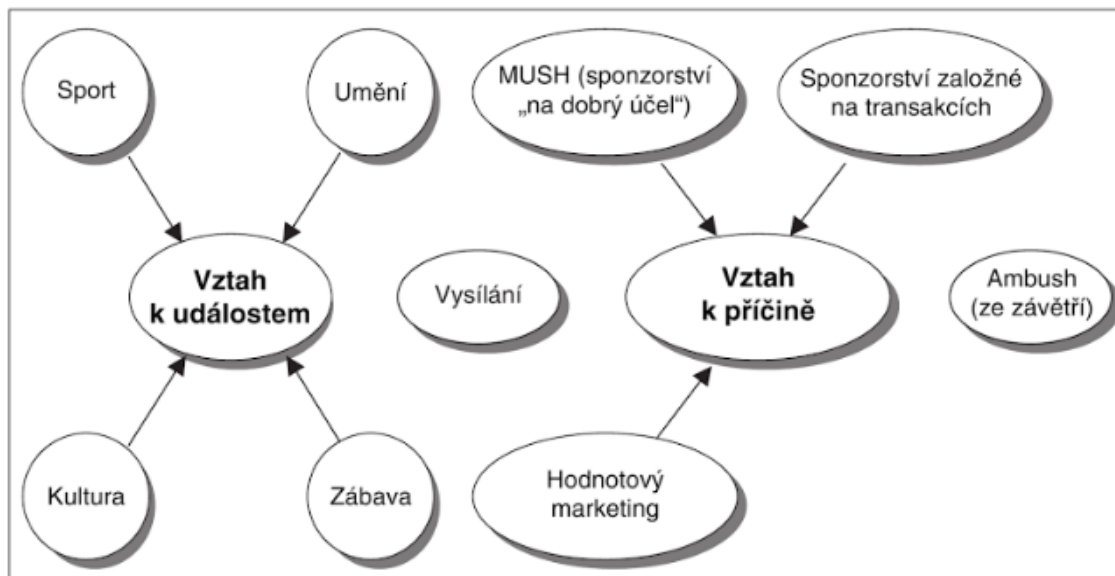 Sport
Umění
MUSH (sponzorství
„na dobrý účel“)
Sponzorství založné
na transakcích
Vztah
k událostem
Vysílání
Vztah
k příčině
Ambush
(ze závětří)
Kultura
Zábava
Hodnotový
marketing